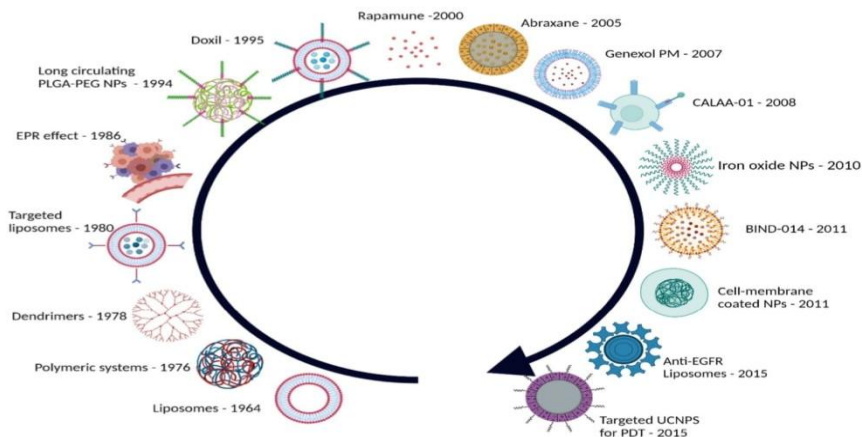 Rapamune -2000
Doxil - 1995
Abraxane - 2005
Long circulating
PLGA-PEG NPs - 1994
Genexol PM - 2007
CALAA-01 - 2008
EPR effect - 1986
Iron oxide NPs - 2010
Targeted
liposomes - 1980
BIND-014 - 2011
Dendrimers - 1978
Cell-membrane
coated NPs - 2011
Polymeric systems - 1976
Anti-EGFR
Liposomes - 2015
Liposomes - 1964
Targeted UCNPS
for PDT - 2015